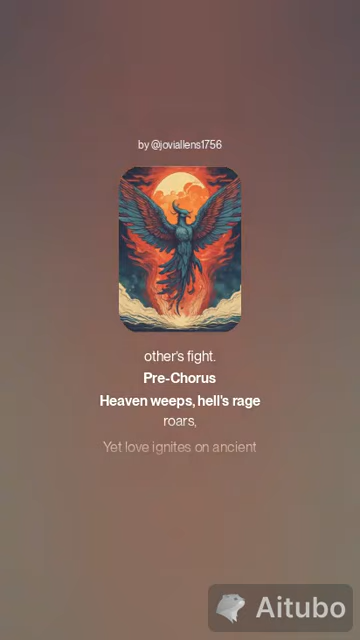 by @joviallens1756
other's fight.
Pre-Chorus
Heaven weeps, hell's rage
roars,
Yet love ignites on ancient
Aitubo